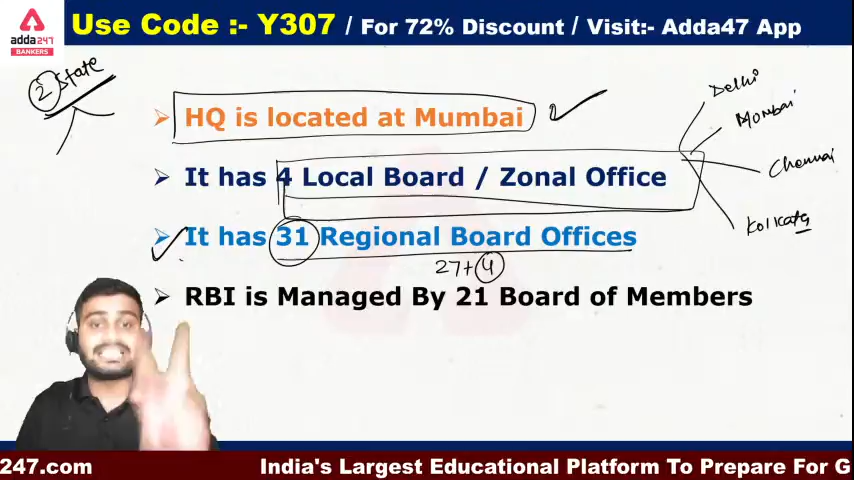 Use Code :- Y307 / For 72% Discount / Visit:- Adda47 App
adda247
BANKERS
2 State
HQ is located at Mumbai
It has 4 Local Board / Zonal Office
Delhi
Mombai
Chennai
Kolkata
It has 31 Regional Board Offices
27+4
RBI is Managed By 21 Board of Members
247.com
India's Largest Educational Platform To Prepare For G